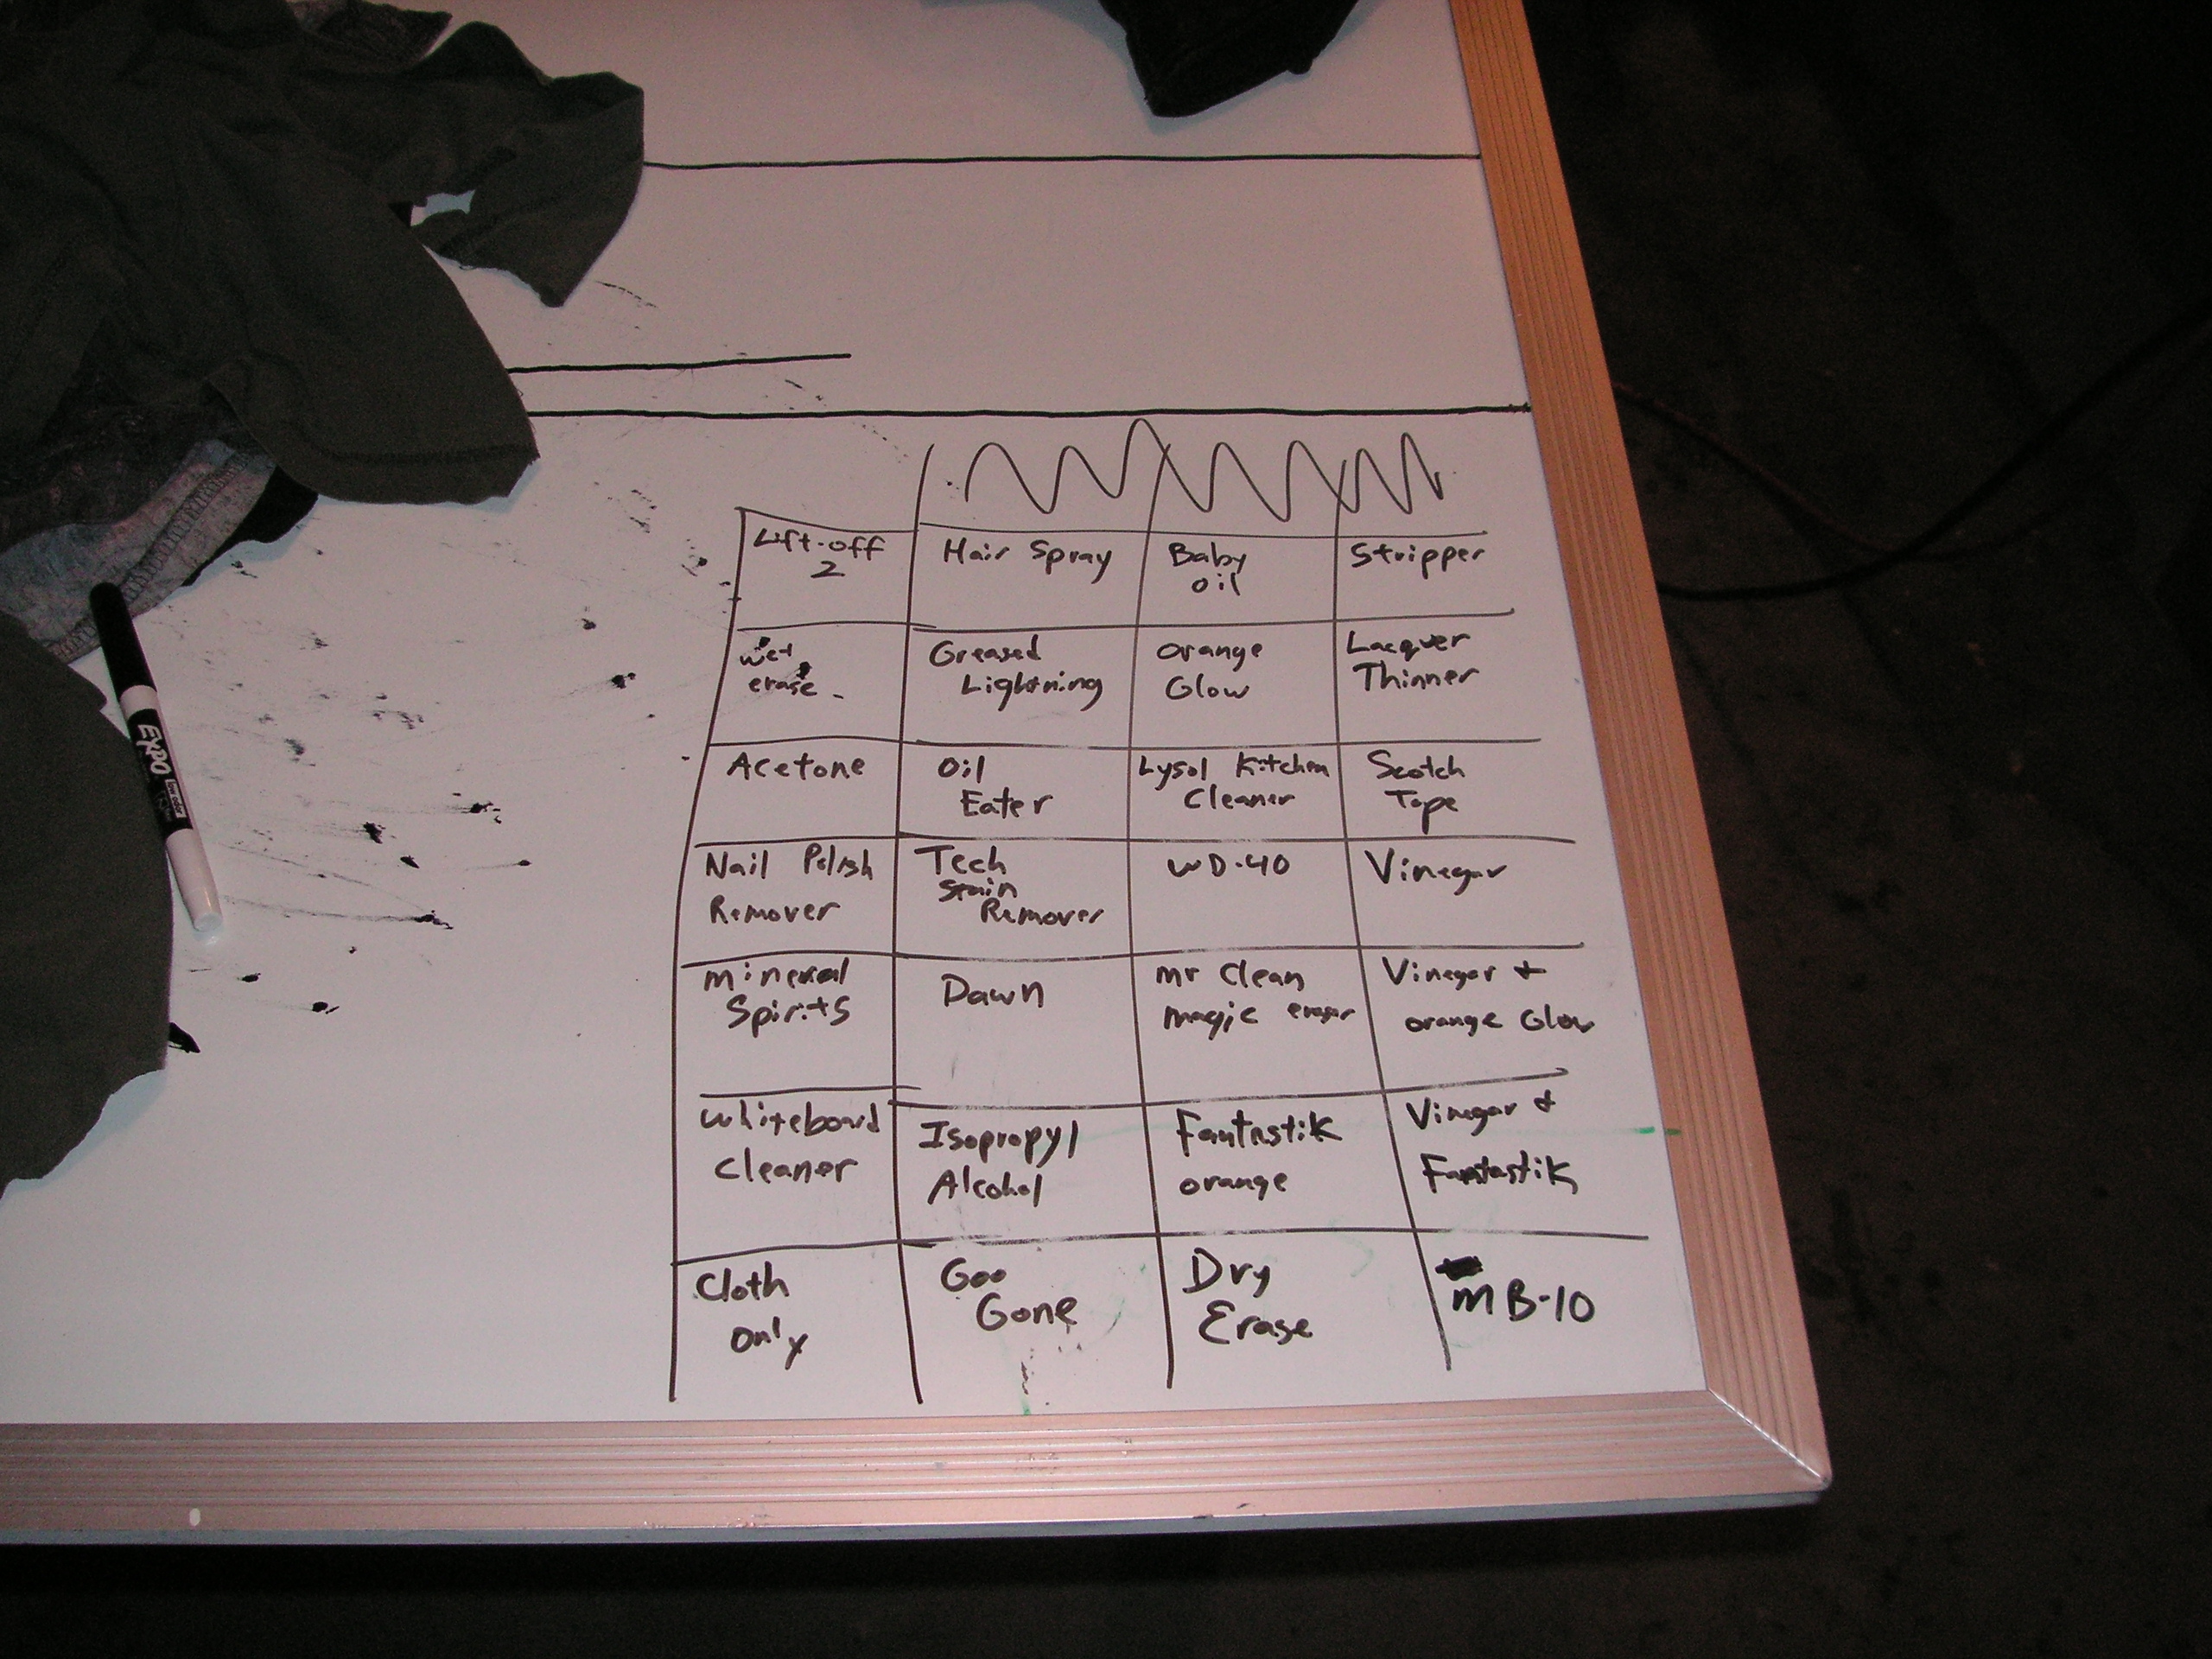 Lift-off
2
Hair Spray
Baby
Oil
Stripper
Wet
erase
Greased
Lightning
Orange
Glow
Lacquer
Thinner
Acetone
Oil
Eater
Lysol Kitchen
Cleaner
Scotch
Tape
Nail Polish
Remover
Tech
Stain
Remover
WD-40
Vinegar
Mineral
Spirits
Dawn
Mr Clean
Magic eraser
Vinegar +
Orange Glow
Whiteboard
Cleaner
Isopropyl
Alcohol
Fantastik
Orange
Vinegar +
Fantastik
Cloth
Only
Goo
Gone
Dry
Erase
MB-10
EXPO
low odor